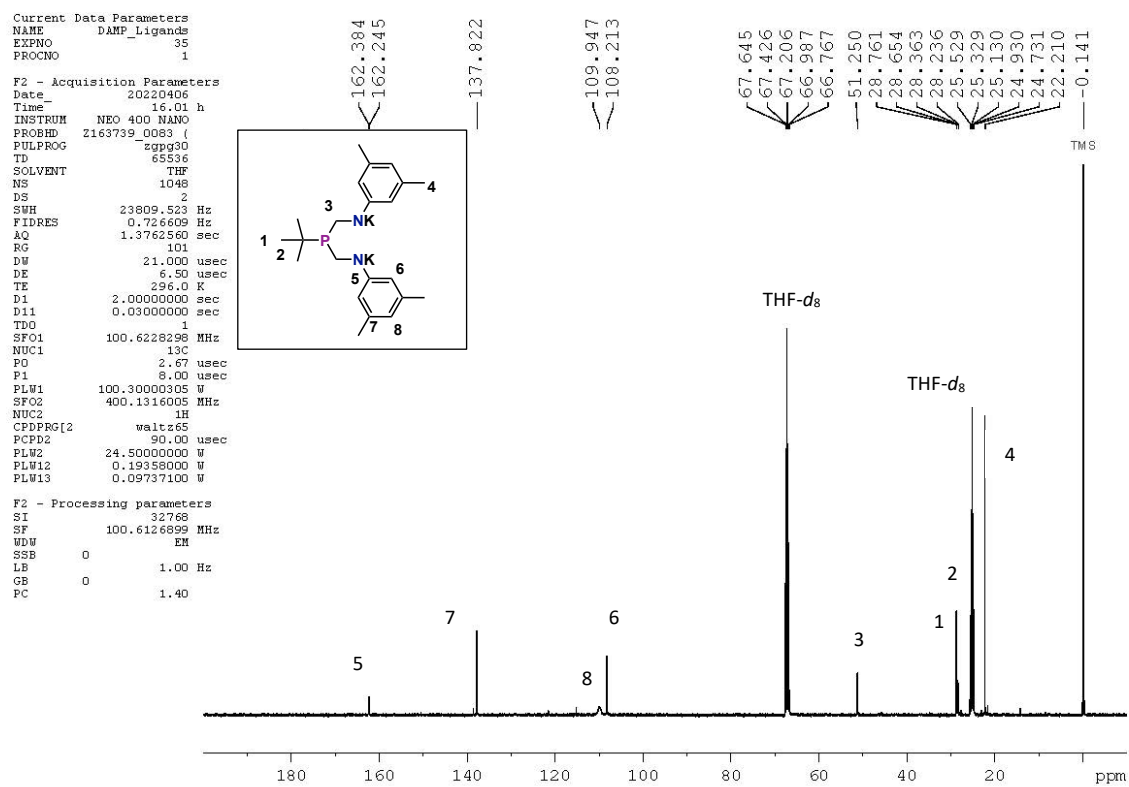 Current Data Parameters
NAME DAMP_Ligands
EXPNO 35
PROCNO 1
F2 - Acquisition Parameters
Date_ 20220406
Time 16.01 h
INSTRUM NEO 400 NANO
PROBHD Z163739_0083 (
PULPROG zgpg30
TD 65536
SOLVENT THF
NS 1048
DS 2
SWH 23809.523 Hz
FIDRES 0.726609 Hz
AQ 1.3762560 sec
RG 101
DW 21.000 usec
DE 6.50 usec
TE 296.0 K
D1 2.00000000 sec
D11 0.03000000 sec
TD0 1
SFO1 100.6228298 MHz
NUC1 13C
P0 2.67 usec
P1 8.00 usec
PLW1 100.30000305 W
SFO2 400.1316005 MHz
NUC2 1H
CPDPRG[2 waltz65
PCPD2 90.00 usec
PLW2 24.50000000 W
PLW12 0.19358000 W
PLW13 0.09737100 W
F2 - Processing parameters
SI 32768
SF 100.6126899 MHz
WDW EM
SSB 0
LB 1.00 Hz
GB 0
PC 1.40
162.384
162.245
137.822
109.947
108.213
67.645
67.426
67.206
66.987
66.767
51.250
28.761
28.654
28.363
28.236
25.529
25.329
25.130
24.930
24.731
22.210
-0.141
TMS
4
3
NK
1
P
2
NK
5
6
7
8
THF-d8
THF-d8
4
2
1
7
6
3
5
8
180 160 140 120 100 80 60 40 20 ppm